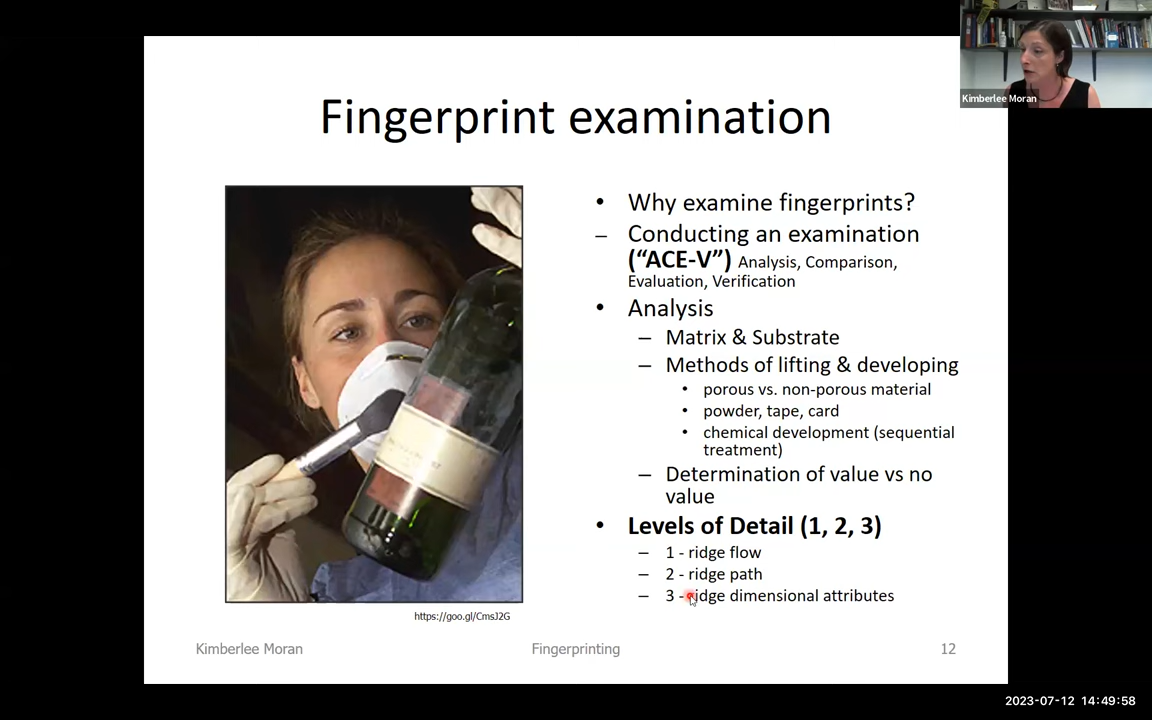 Kimberlee Moran
Fingerprint examination
• Why examine fingerprints?
– Conducting an examination
(“ACE-V”) Analysis, Comparison,
Evaluation, Verification
• Analysis
– Matrix & Substrate
– Methods of lifting & developing
• porous vs. non-porous material
• powder, tape, card
• chemical development (sequential
treatment)
– Determination of value vs no
value
• Levels of Detail (1, 2, 3)
– 1 - ridge flow
– 2 - ridge path
– 3 - ridge dimensional attributes
https://goo.gl/CmsJ2G
Kimberlee Moran
Fingerprinting
12
2023-07-12 14:49:58